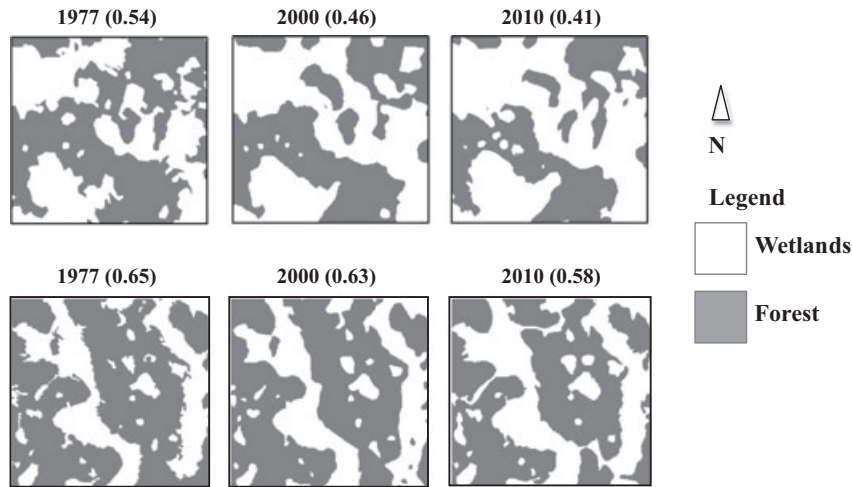 1977 (0.54)
2000 (0.46)
2010 (0.41)
N
Legend
Wetlands
Forest
1977 (0.65)
2000 (0.63)
2010 (0.58)